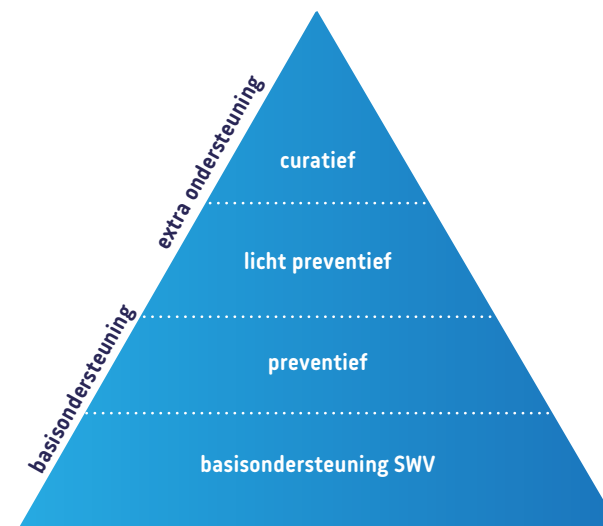 extra ondersteuning
curatief
licht preventief
basisondersteuning
preventief
basisondersteuning SWV